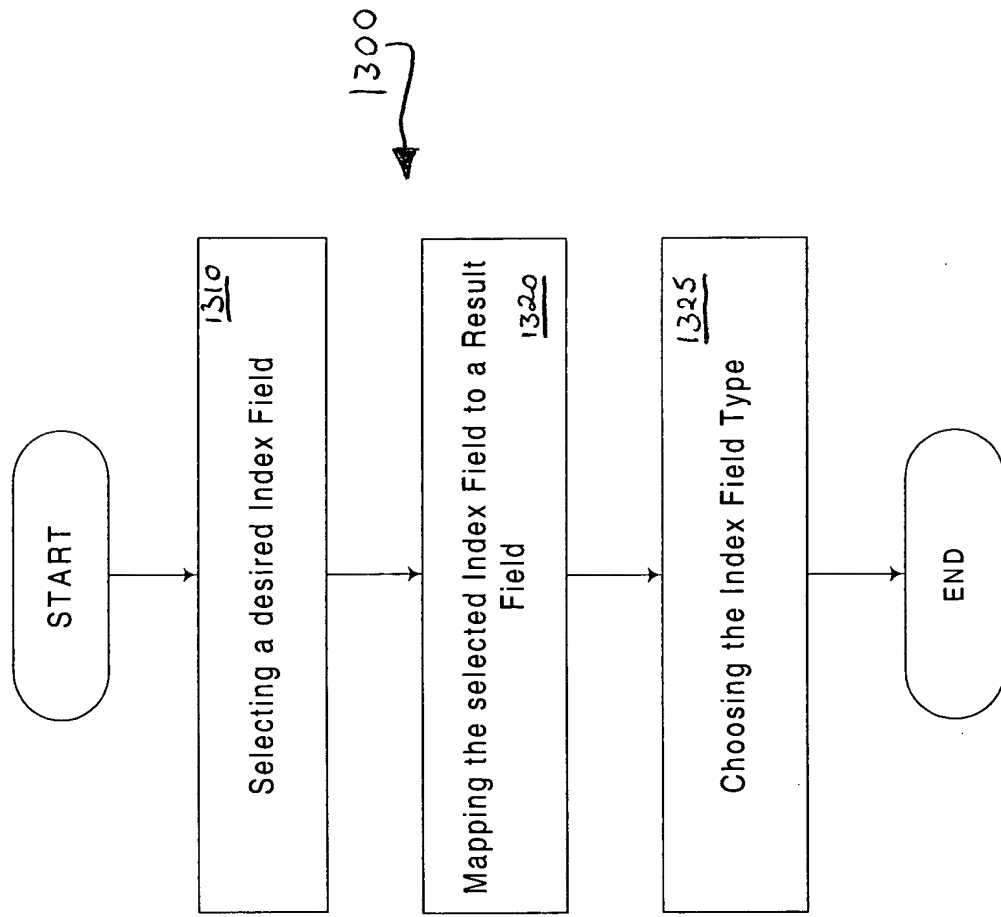 START
1300
Selecting a desired Index Field
1310
Mapping the selected Index Field to a Result
Field
1320
Choosing the Index Field Type
1325
END